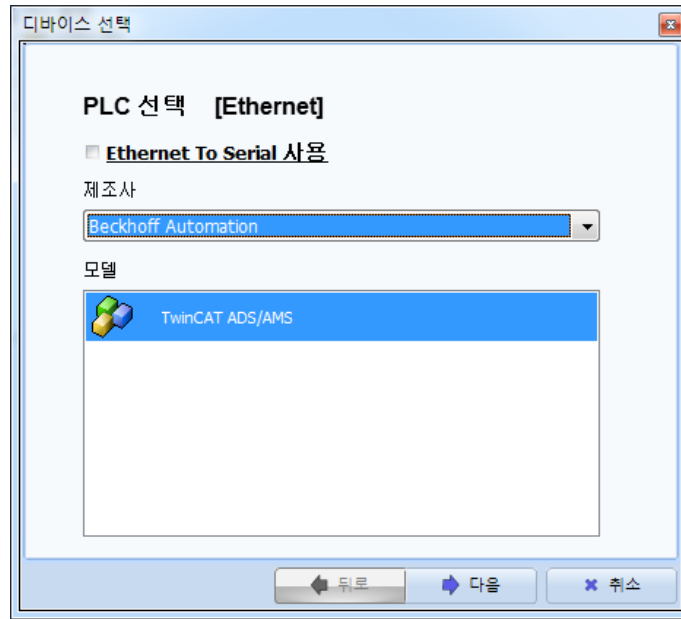 디바이스 선택
PLC 선택 [Ethernet]
Ethernet To Serial 사용
제조사
Beckhoff Automation
모델
TwinCAT ADS/AMS
뒤로 다음 취소